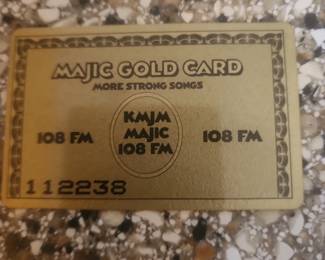 MAJIC GOLD CARD
MORE STRONG SONGS
108 FM
KMJM
MAJIC
108 FM
108 FM
112238